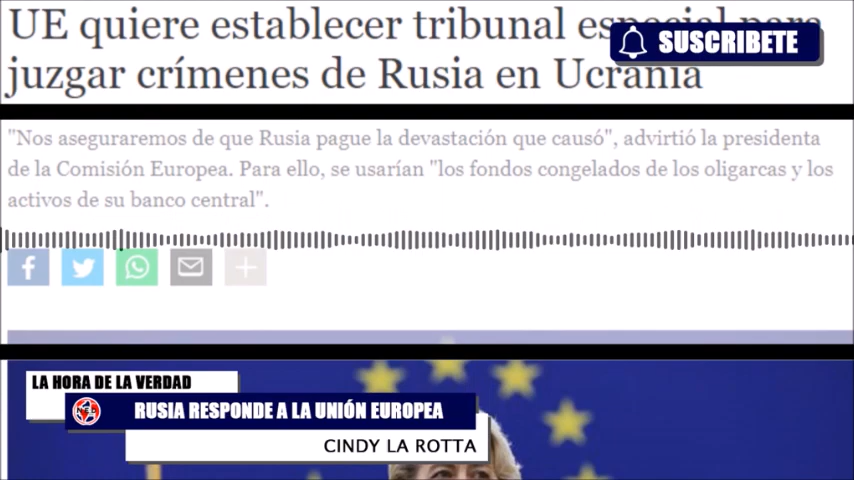 UE quiere establecer tribunal especial para
SUSCRIBETE
juzgar crímenes de Rusia en Ucrania
"Nos aseguraremos de que Rusia pague la devastación que causó", advirtió la presidenta
de la Comisión Europea. Para ello, se usarían "los fondos congelados de los oligarcas y los
activos de su banco central".
LA HORA DE LA VERDAD
RUSIA RESPONDE A LA UNIÓN EUROPEA
CINDY LA ROTTA